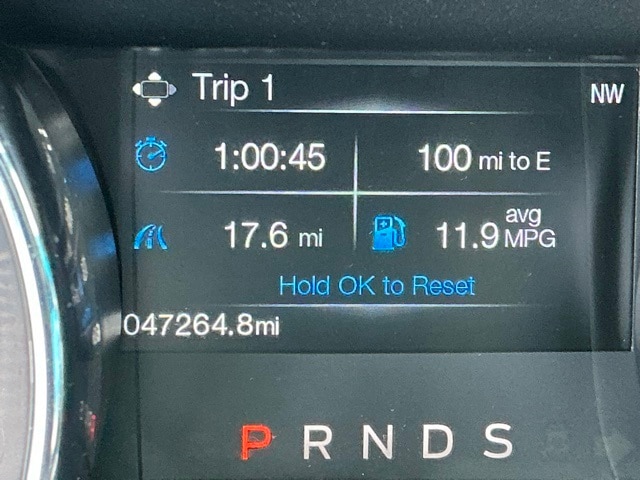 Trip 1
NW
1:00:45
100 mi to E
17.6 mi
11.9 avg MPG
Hold OK to Reset
047264.8mi
P R N D S